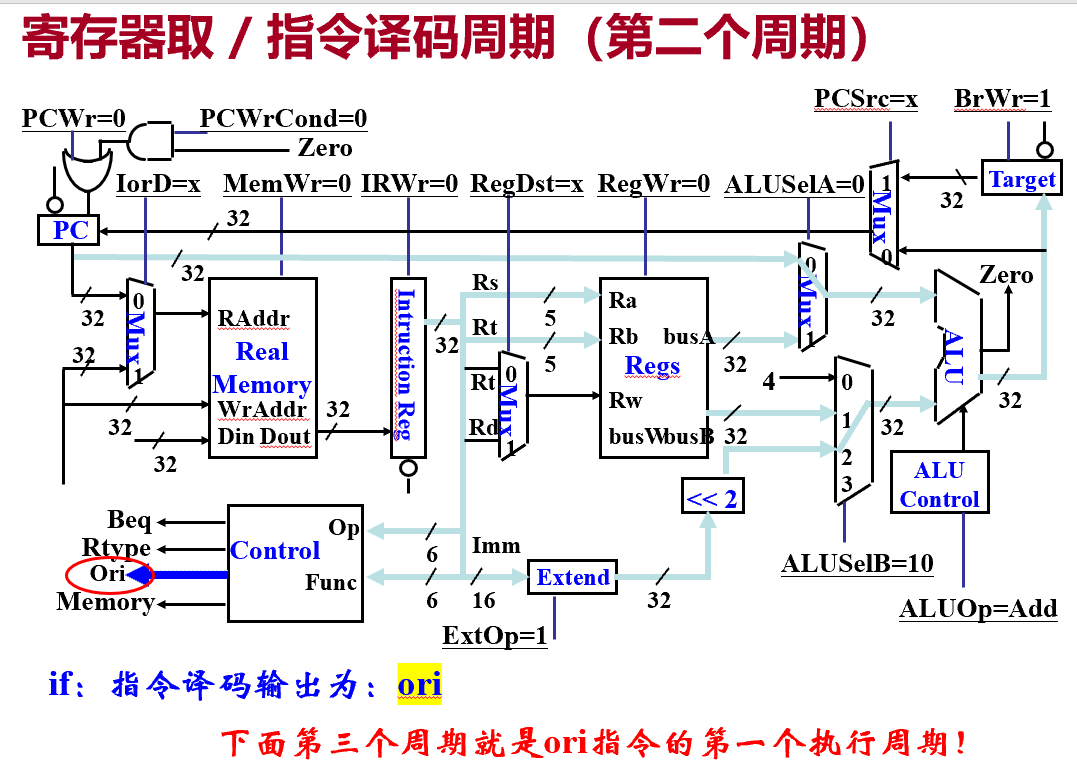 寄存器取 / 指令译码周期（第二个周期）
PCWr=0 PCWrCond=0 PCSrc=x BrWr=1
Zero
IorD=x MemWr=0 IRWr=0 RegDst=x RegWr=0 ALUSelA=0
1 Mux 0
32
Target
PC
32
32
32
0 Mux 1
32
32
32
RAddr
Real
Memory
WrAddr
Din Dout
32
Intruction Reg
32
Rs
5
Rt
5
Rt
Rd
0 Mux 1
Ra
Rb busA
Regs
Rw
busW busB
32
32
0 Mux 1
32
4
0
1
2
3
32
ALU
Zero
32
<< 2
ALU
Control
Beq
Rtype
Ori
Memory
Control
Op
Func
6
6
Imm
16
Extend
32
ExtOp=1
ALUSelB=10
ALUOp=Add
if：指令译码输出为：ori
下面第三个周期就是ori指令的第一个执行周期！